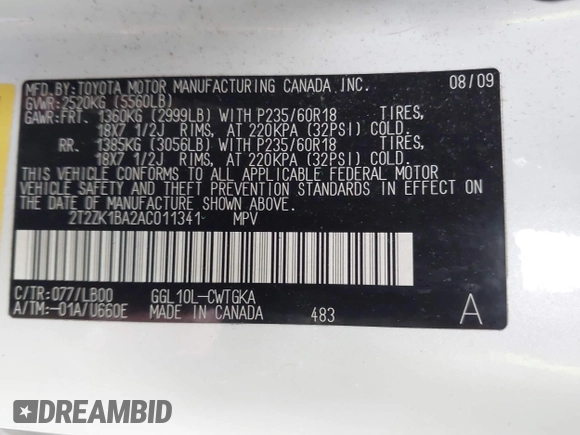 MFD.BY:TOYOTA MOTOR MANUFACTURING CANADA INC. 08/09
GVWR:2520KG (5560LB)
GAWR:FRT. 1360KG (2999LB) WITH P235/60R18 TIRES,
18X7 1/2J RIMS, AT 220KPA (32PSI) COLD.
RR. 1385KG (3056LB) WITH P235/60R18 TIRES,
18X7 1/2J RIMS, AT 220KPA (32PSI) COLD.
THIS VEHICLE CONFORMS TO ALL APPLICABLE FEDERAL MOTOR
VEHICLE SAFETY AND THEFT PREVENTION STANDARDS IN EFFECT ON
THE DATE OF MANUFACTURE SHOWN ABOVE.
2T2ZK1BA2AC011341 MPV
C/TR:077/LB00 GGL10L-CWTGKA
A/TM:-01A/U660E MADE IN CANADA 483 A
DREAMBID